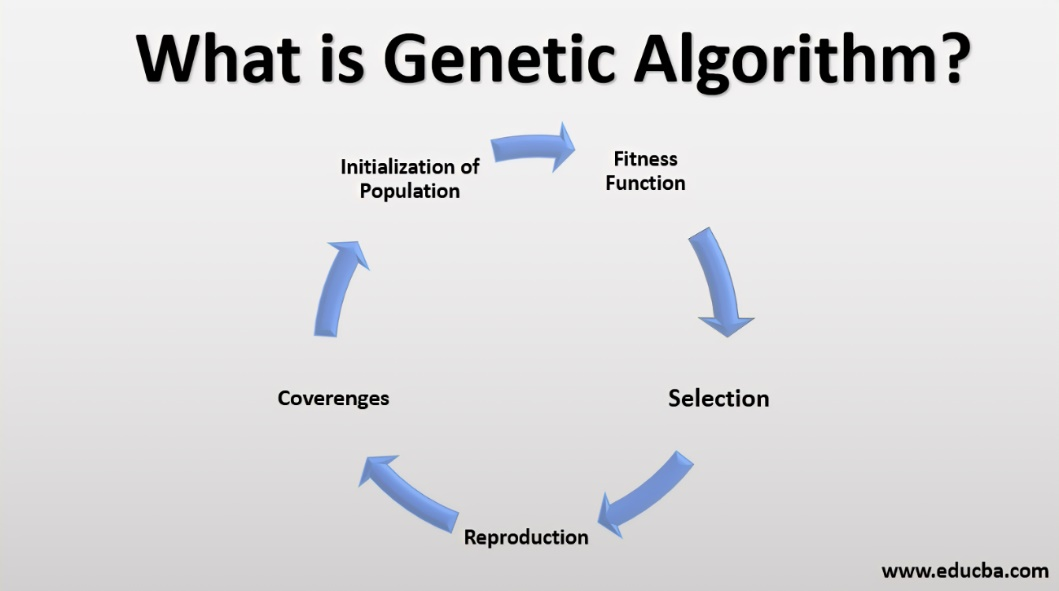 What is Genetic Algorithm?
Initialization of
Population
Fitness
Function
Selection
Reproduction
Coverenges
www.educba.com